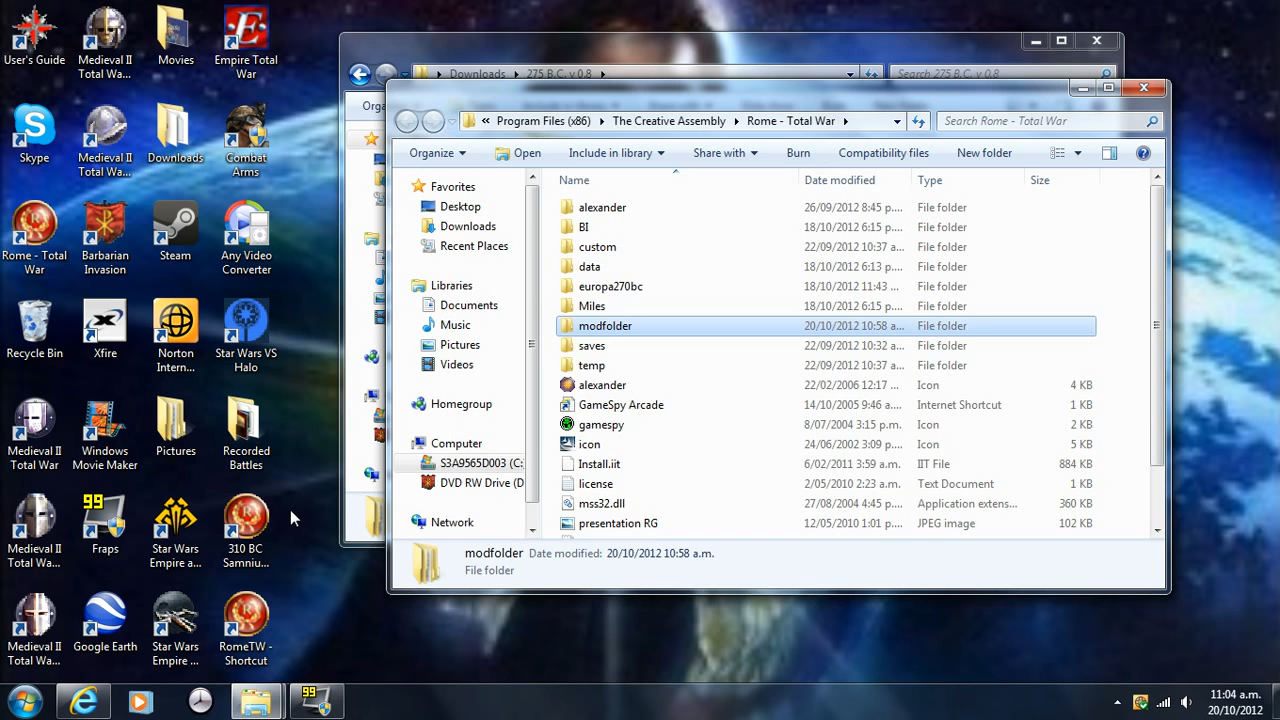 User's Guide
Medieval II
Total Wa...
Movies
Empire Total
War
Skype
Medieval II
Total Wa...
Downloads
Combat
Arms
Rome - Total
War
Barbarian
Invasion
Steam
Any Video
Converter
Recycle Bin
Xfire
Norton
Intern...
Star Wars VS
Halo
Medieval II
Total War
Windows
Movie Maker
Pictures
Recorded
Battles
Medieval II
Total Wa...
99
Fraps
Star Wars
Empire a...
310 BC
Samniu...
Medieval II
Total Wa...
Google Earth
Star Wars
Empire ...
RomeTW -
Shortcut
Downloads 275 B.C. v 0.8 Search 275 B.C. v 0.8
Orga
« Program Files (x86) The Creative Assembly Rome - Total War Search Rome - Total War
Organize Open Include in library Share with Burn Compatibility files New folder
Favorites
Desktop
Downloads
Recent Places
Libraries
Documents
Music
Pictures
Videos
Homegroup
Computer
S3A9565D003 (C:
DVD RW Drive (D
Network
Name Date modified Type Size
alexander 26/09/2012 8:45 p.... File folder
BI 18/10/2012 6:15 p.... File folder
custom 22/09/2012 10:37 a... File folder
data 18/10/2012 6:13 p.... File folder
europa270bc 18/10/2012 11:43 ... File folder
Miles 18/10/2012 6:15 p.... File folder
modfolder 20/10/2012 10:58 a... File folder
saves 22/09/2012 10:32 a... File folder
temp 22/09/2012 10:37 a... File folder
alexander 22/02/2006 12:17 ... Icon 4 KB
GameSpy Arcade 14/10/2005 9:46 a.... Internet Shortcut 1 KB
gamespy 8/07/2004 3:15 p.m. Icon 2 KB
icon 24/06/2002 3:09 p.... Icon 5 KB
Install.iit 6/02/2011 3:59 a.m. IIT File 884 KB
license 2/05/2010 2:23 a.m. Text Document 1 KB
mss32.dll 27/08/2004 4:45 p.... Application extens... 360 KB
presentation RG 12/05/2010 1:01 p.... JPEG image 102 KB
modfolder Date modified: 20/10/2012 10:58 a.m.
File folder
99
11:04 a.m.
20/10/2012